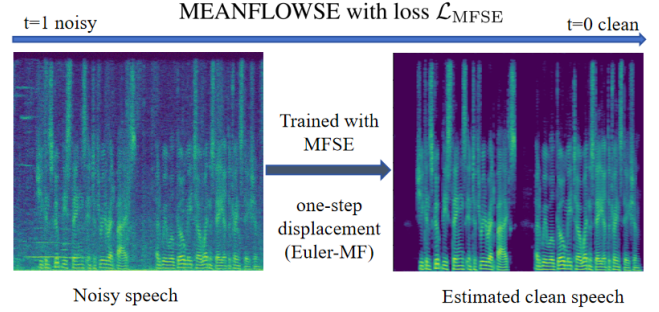 MEANFLOWSE with loss ℒMFSE
t=1 noisy
t=0 clean
Trained with
MFSE
one-step
displacement
(Euler-MF)
Noisy speech
Estimated clean speech